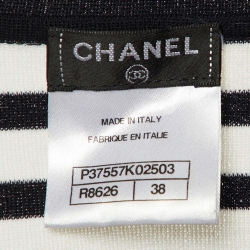 CHANEL
MADE IN ITALY
FABRIQUE EN ITALIE
P37557K02503
R8626 38